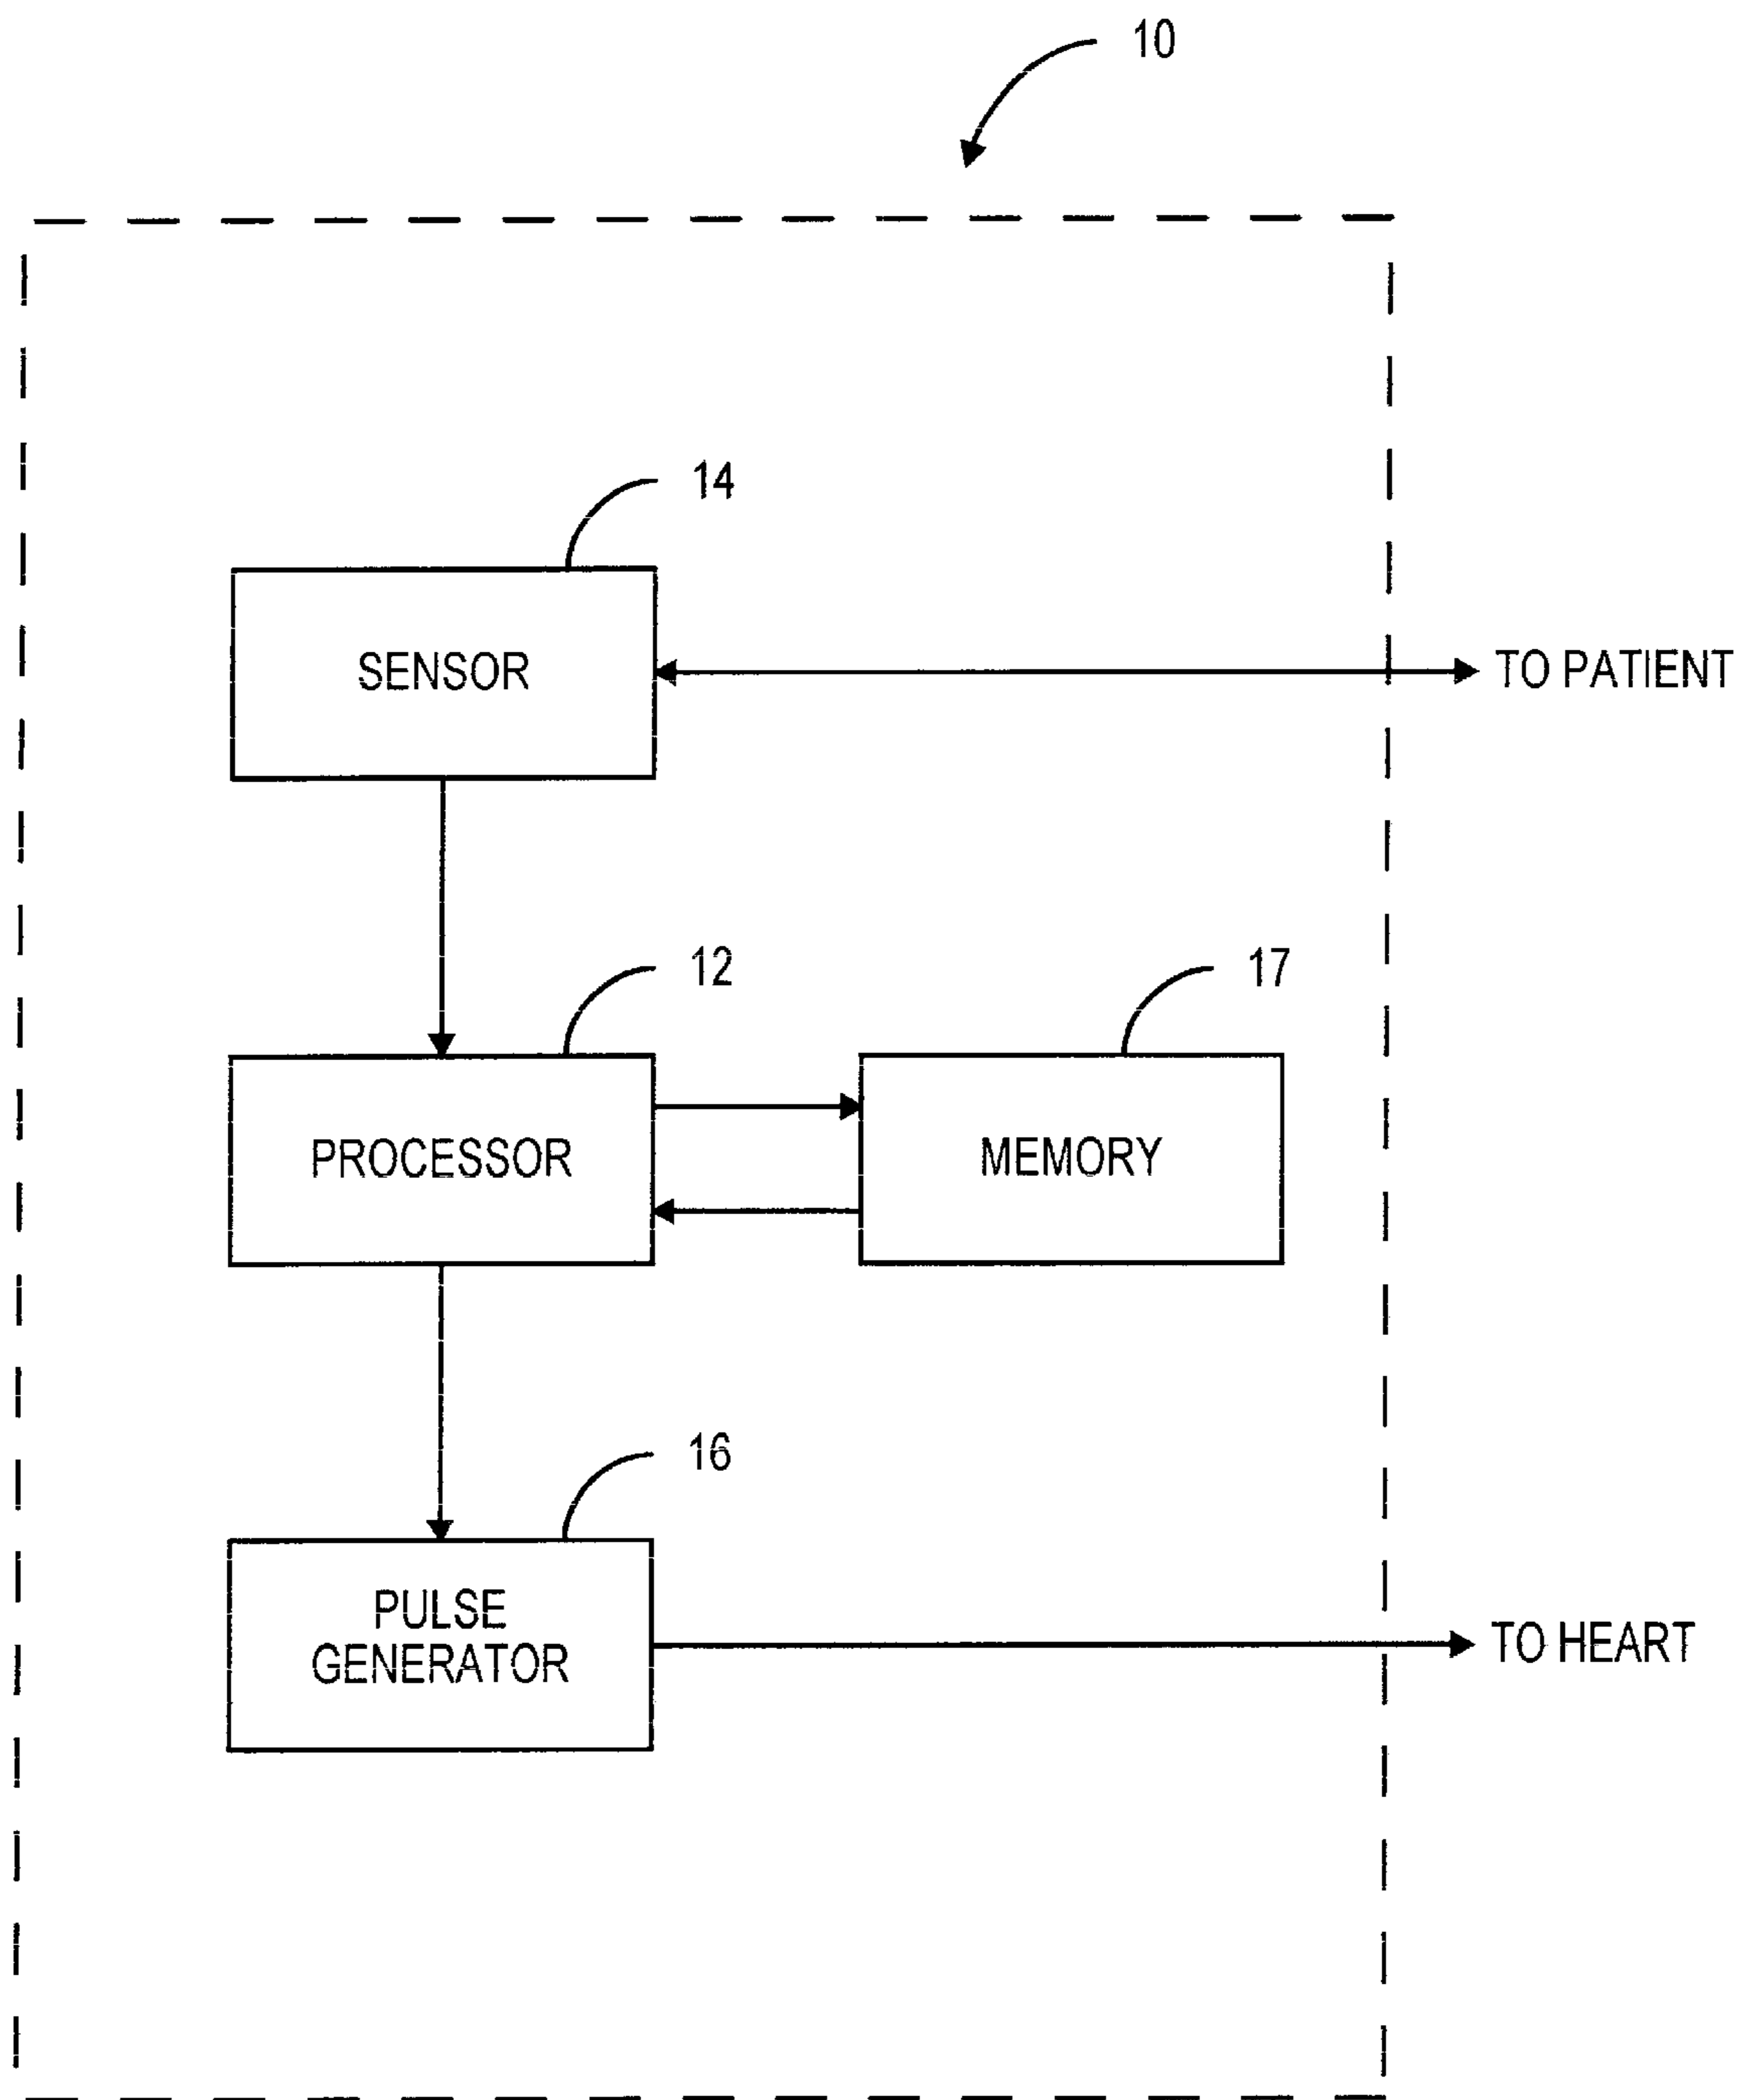 10
14
SENSOR
TO PATIENT
12
17
PROCESSOR
MEMORY
16
PULSE
GENERATOR
TO HEART